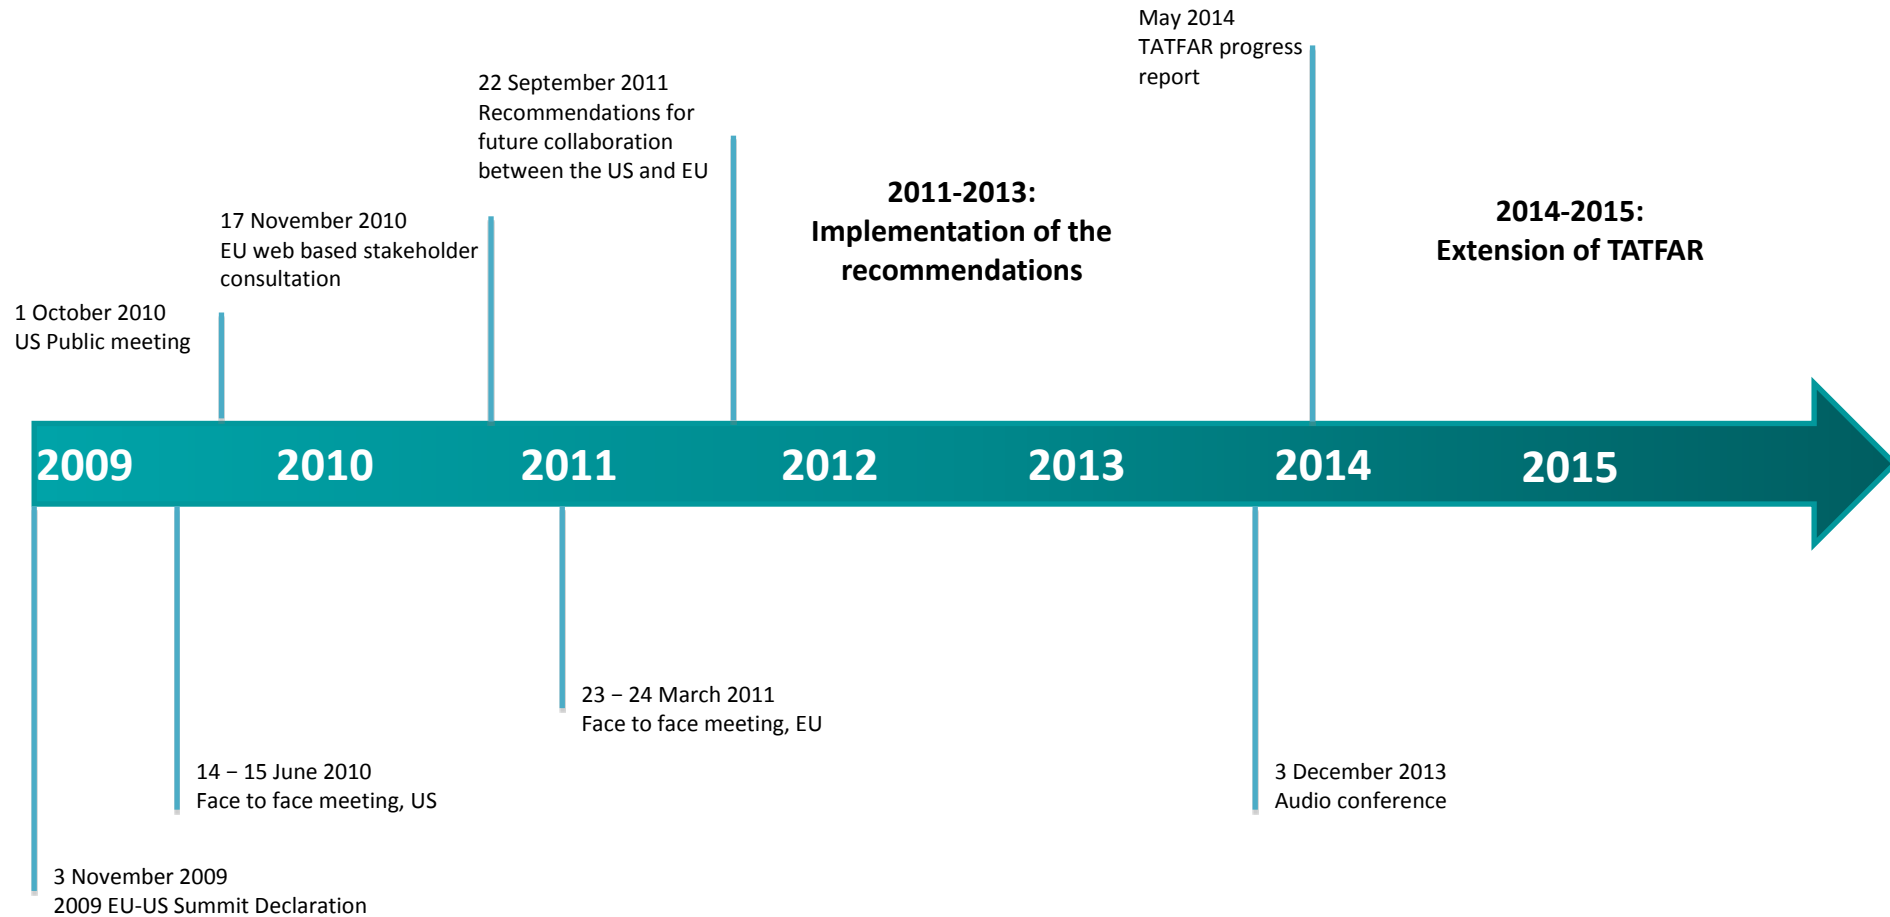 May 2014
TATFAR progress
report
22 September 2011
Recommendations for
future collaboration
between the US and EU
2011-2013:
Implementation of the
recommendations
2014-2015:
Extension of TATFAR
17 November 2010
EU web based stakeholder
consultation
1 October 2010
US Public meeting
2009
2010
2011
2012
2013
2014
2015
23 – 24 March 2011
Face to face meeting, EU
14 – 15 June 2010
Face to face meeting, US
3 December 2013
Audio conference
3 November 2009
2009 EU-US Summit Declaration